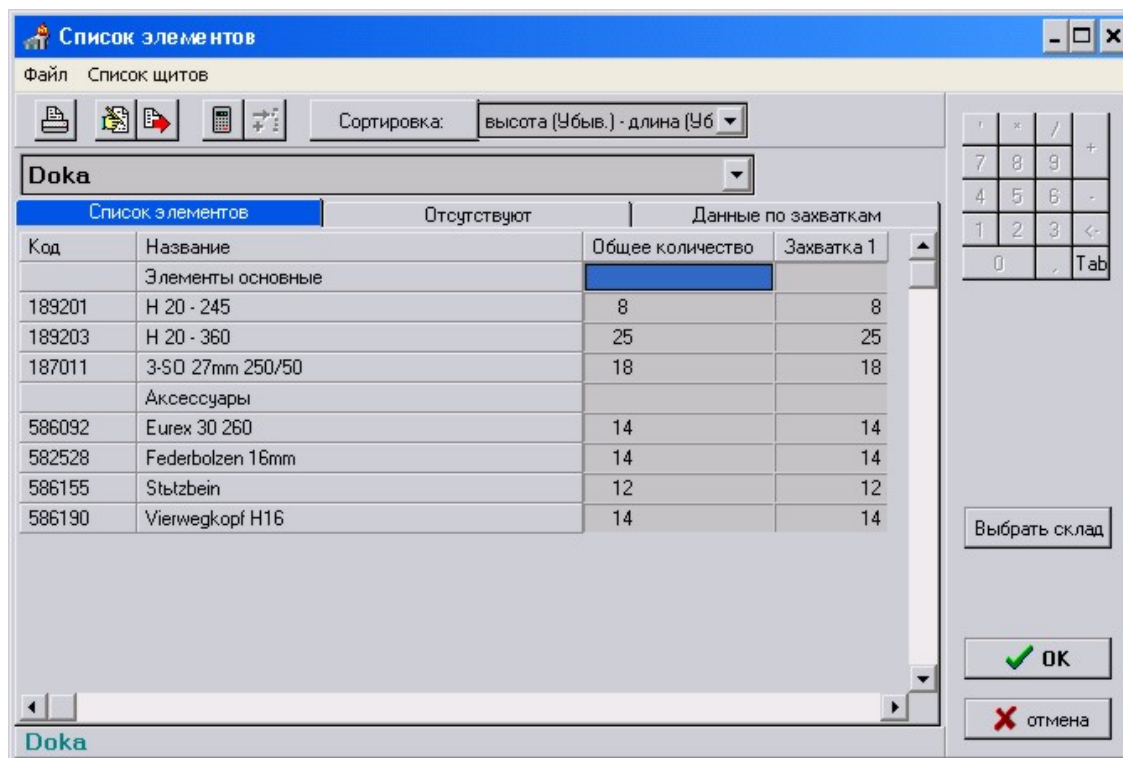 Список элементов
Файл Список щитов
Сортировка: высота (Убыв.) - длина (Уб
Doka
Список элементов Отсутствуют Данные по захваткам
Код Название Общее количество Захватка 1
Элементы основные
189201 H 20 - 245 8 8
189203 H 20 - 360 25 25
187011 3-SO 27mm 250/50 18 18
Аксессуары
586092 Eurex 30 260 14 14
582528 Federbolzen 16mm 14 14
586155 Stьtzbein 12 12
586190 Vierwegkopf H16 14 14
' * / +
7 8 9
4 5 6 -
1 2 3 <-
0 , Tab
Выбрать склад
OK
отмена
Doka